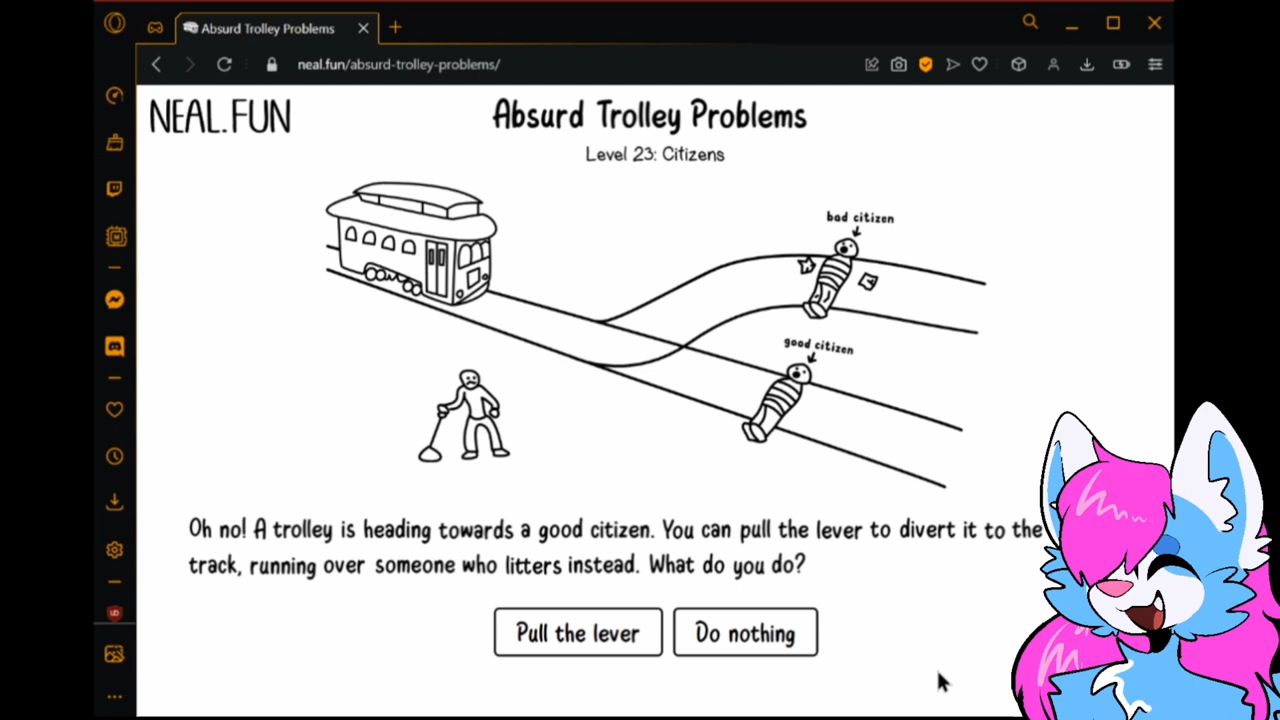 Absurd Trolley Problems
neal.fun/absurd-trolley-problems/
NEAL.FUN
Absurd Trolley Problems
Level 23: Citizens
bad citizen
good citizen
Oh no! A trolley is heading towards a good citizen. You can pull the lever to divert it to the
track, running over someone who litters instead. What do you do?
Pull the lever
Do nothing